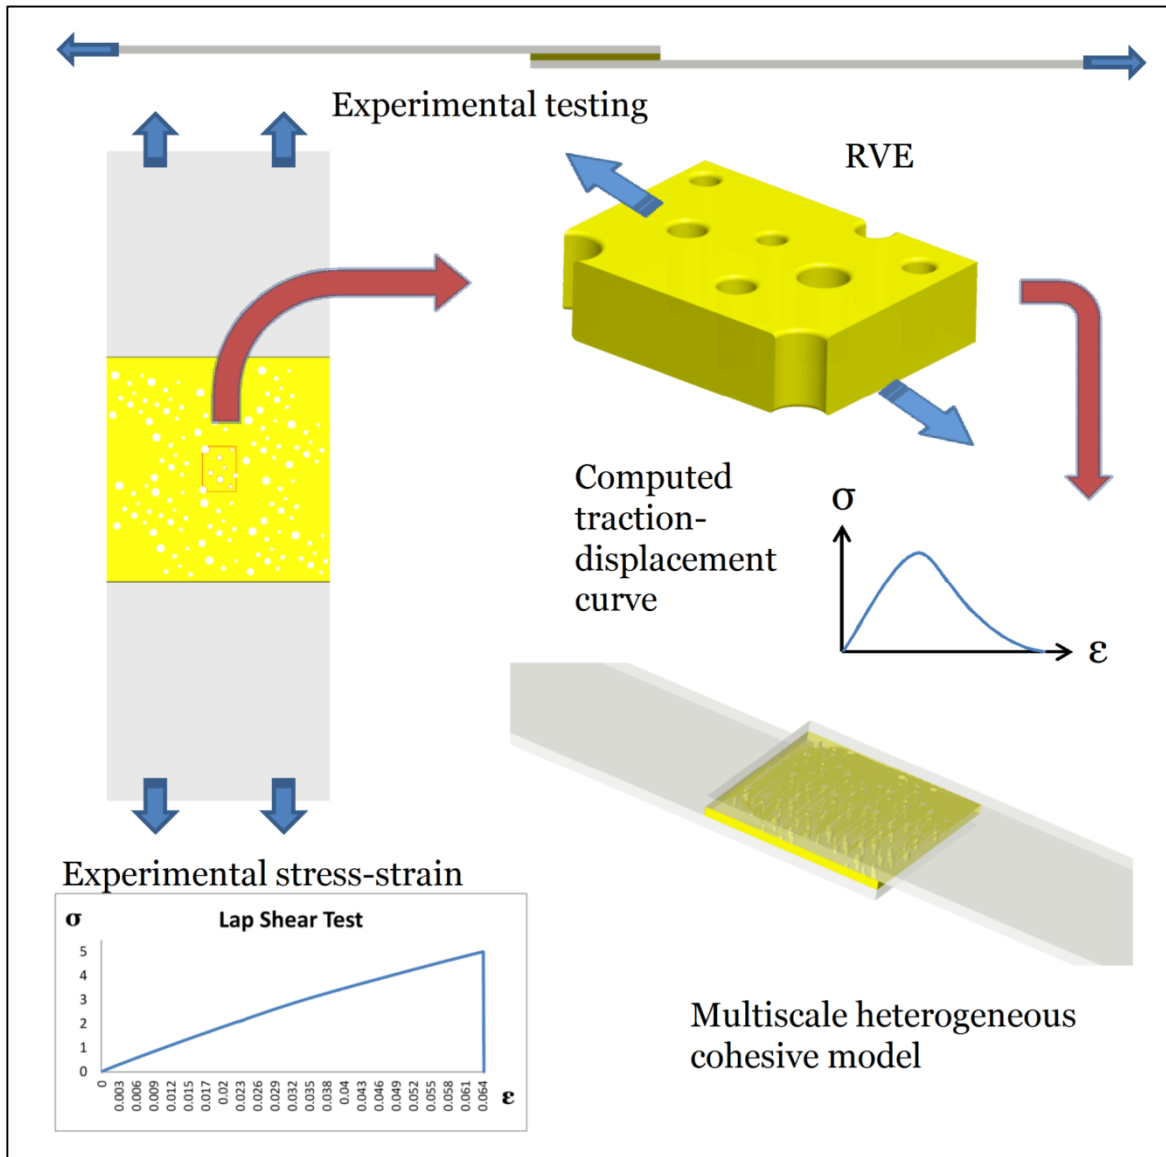 Experimental testing
RVE
Computed
traction-
displacement
curve
σ
ε
Experimental stress-strain
σ
Lap Shear Test
5
4
3
2
1
0
0
0.003
0.006
0.009
0.012
0.015
0.017
0.02
0.023
0.026
0.029
0.032
0.035
0.038
0.04
0.043
0.046
0.049
0.052
0.055
0.058
0.061
0.064
ε
Multiscale heterogeneous
cohesive model